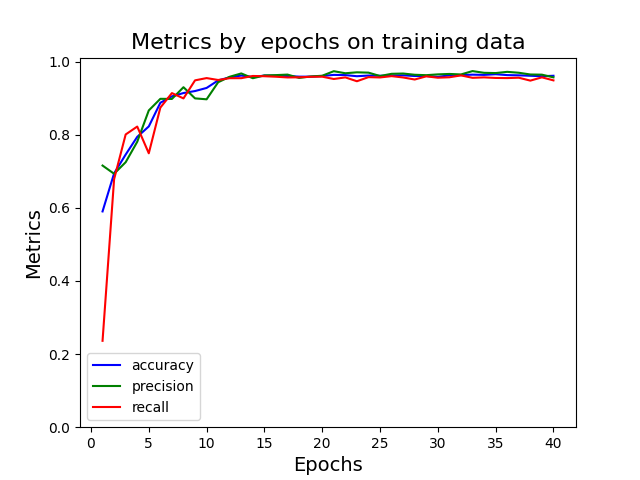 Metrics by  epochs on training data
Metrics
1.0
0.8
0.6
0.4
0.2
0.0
accuracy
precision
recall
0 5 10 15 20 25 30 35 40
Epochs